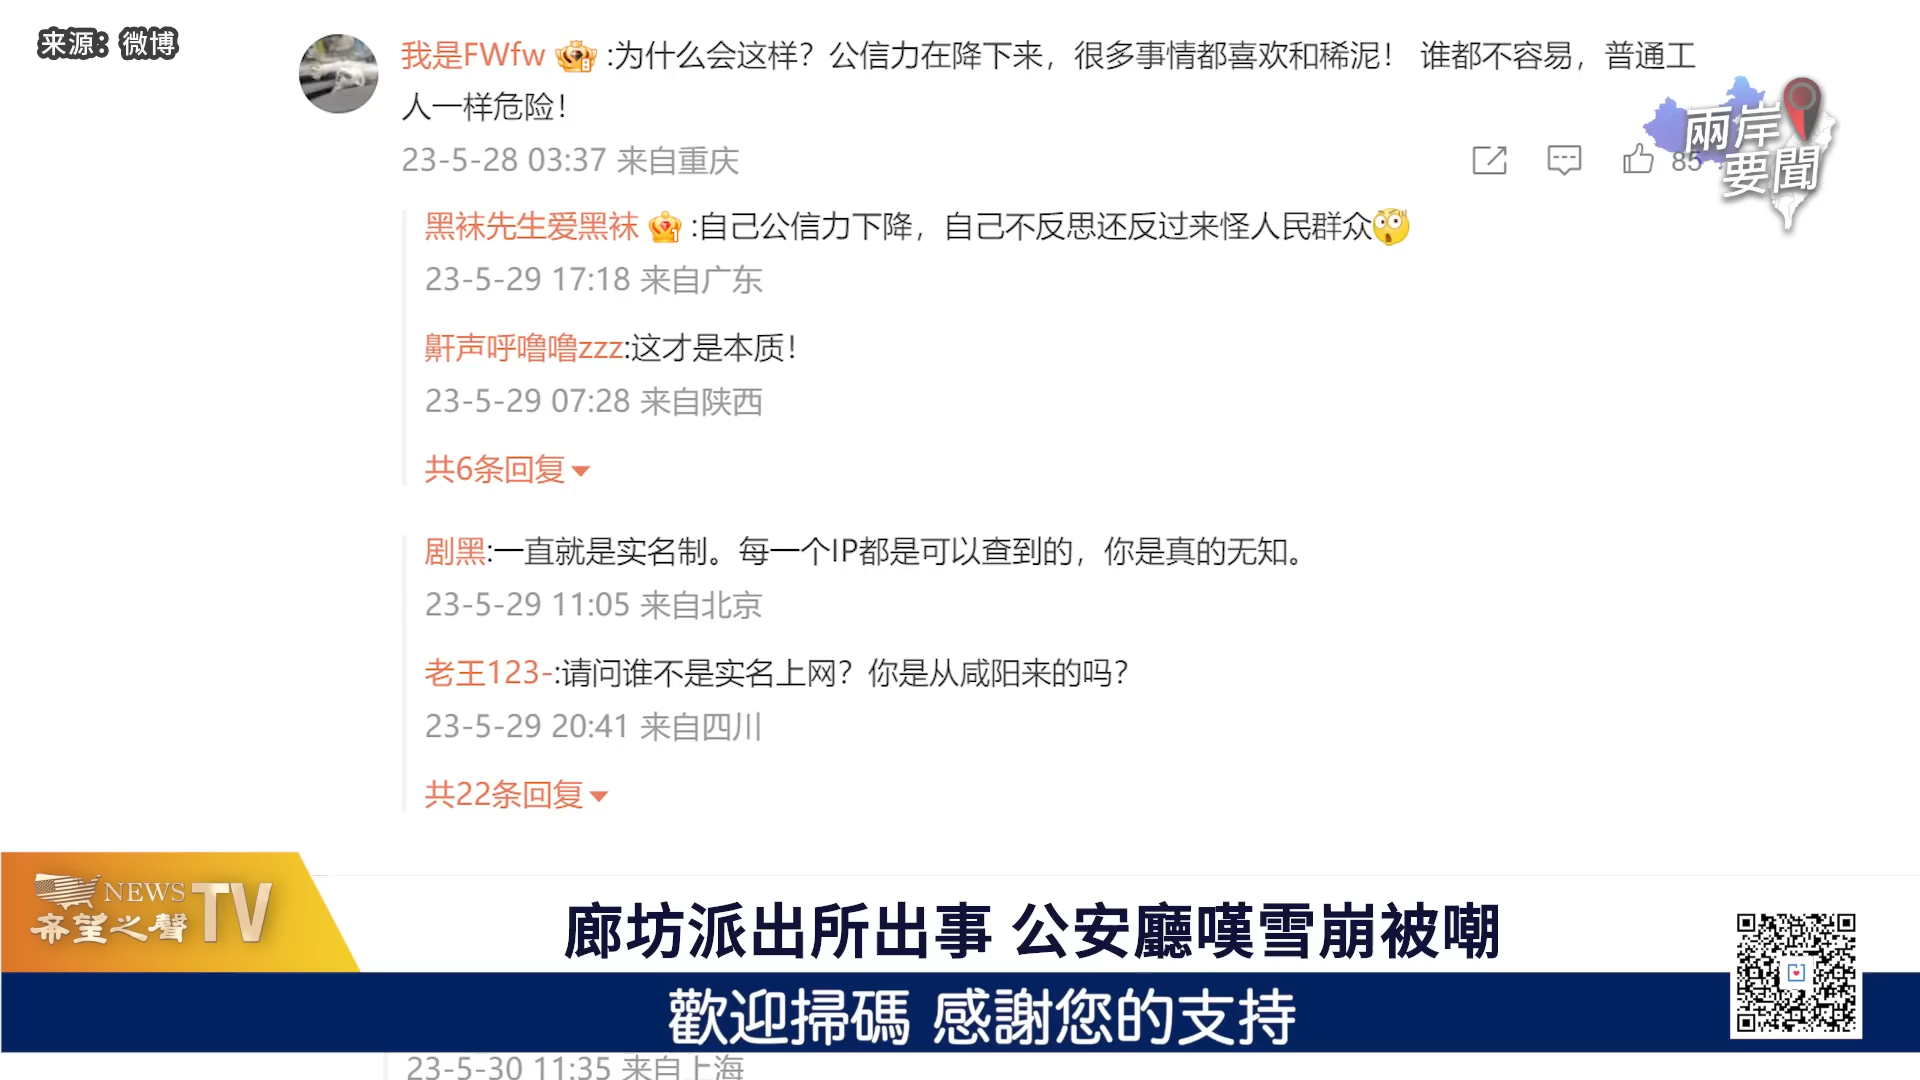 来源：微博
我是FWfw :为什么会这样？公信力在降下来，很多事情都喜欢和稀泥！ 谁都不容易，普通工
人一样危险！
23-5-28 03:37 来自重庆
85
兩岸
要聞
黑袜先生爱黑袜 :自己公信力下降，自己不反思还反过来怪人民群众
23-5-29 17:18 来自广东
鼾声呼噜噜zzz:这才是本质！
23-5-29 07:28 来自陕西
共6条回复
剧黑:一直就是实名制。每一个IP都是可以查到的，你是真的无知。
23-5-29 11:05 来自北京
老王123-:请问谁不是实名上网？你是从咸阳来的吗？
23-5-29 20:41 来自四川
共22条回复
NEWS
希望之聲TV
廊坊派出所出事 公安廳嘆雪崩被嘲
歡迎掃碼 感謝您的支持
23-5-30 11:35 来自上海